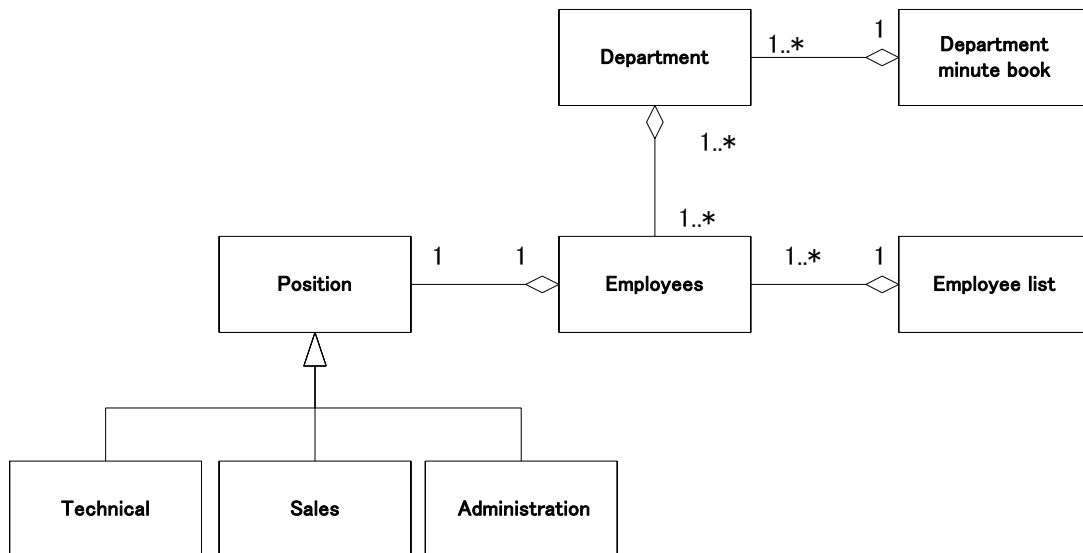 Department
1..*
1
Department
minute book
1..*
1..*
Position
1
1
Employees
1..*
1
Employee list
Technical
Sales
Administration